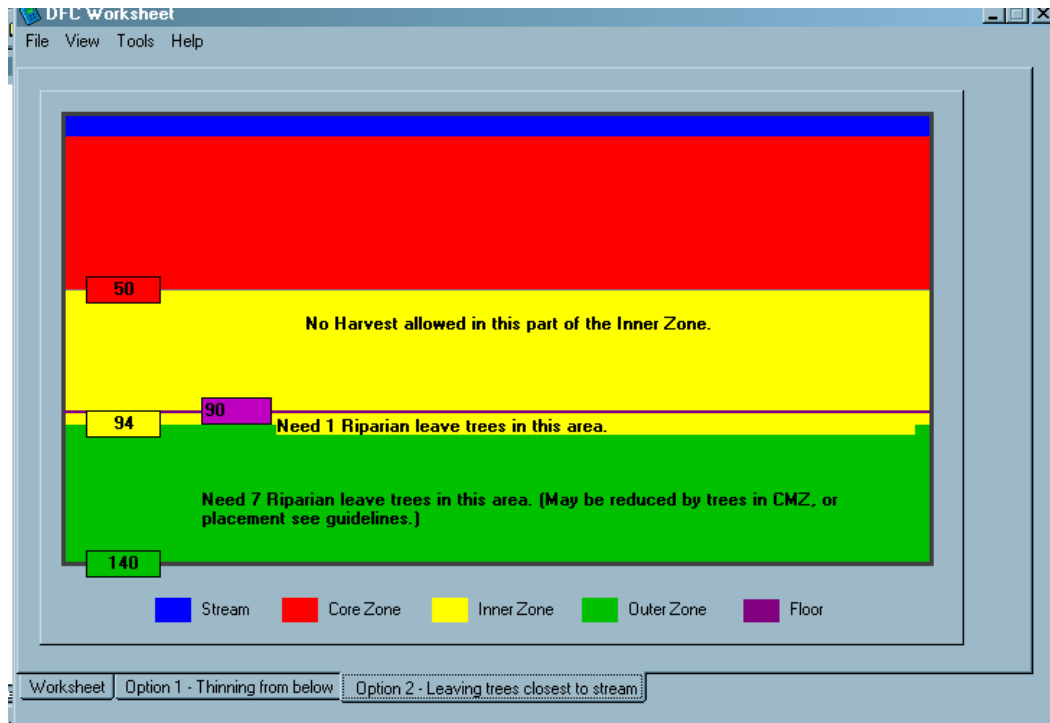 DFC Worksheet
File View Tools Help
50
No Harvest allowed in this part of the Inner Zone.
90
94
Need 1 Riparian leave trees in this area.
Need 7 Riparian leave trees in this area. (May be reduced by trees in CMZ, or
placement see guidelines.)
140
Stream Core Zone Inner Zone Outer Zone Floor
Worksheet Option 1 - Thinning from below Option 2 - Leaving trees closest to stream